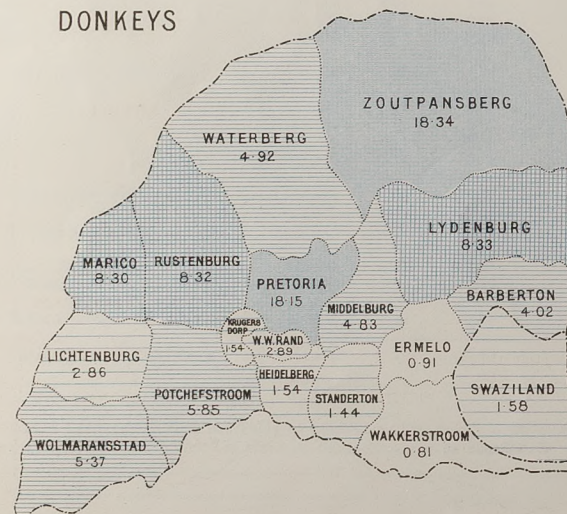 DONKEYS
ZOUTPANSBERG
18·34
WATERBERG
4·92
LYDENBURG
8·33
MARICO
8·30
RUSTENBURG
8·32
PRETORIA
18·15
MIDDELBURG
4·83
BARBERTON
4·02
KRUGERS
DORP
1·54
W.W.RAND
2·89
ERMELO
0·91
LICHTENBURG
2·86
POTCHEFSTROOM
5·85
HEIDELBERG
1·54
STANDERTON
1·44
SWAZILAND
1·58
WAKKERSTROOM
0·81
WOLMARANSSTAD
5·37